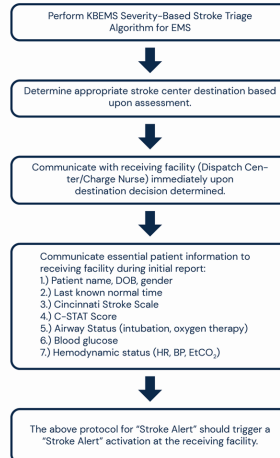 Perform KBEMS Severity-Based Stroke Triage
Algorithm for EMS
Determine appropriate stroke center destination based
upon assessment.
Communicate with receiving facility (Dispatch Cen-
ter/Charge Nurse) immediately upon
destination decision determined.
Communicate essential patient information to
receiving facility during initial report:
1.) Patient name, DOB, gender
2.) Last known normal time
3.) Cincinnati Stroke Scale
4.) C-STAT Score
5.) Airway Status (intubation, oxygen therapy)
6.) Blood glucose
7.) Hemodynamic status (HR, BP, EtCO₂)
The above protocol for “Stroke Alert” should trigger a
“Stroke Alert” activation at the receiving facility.